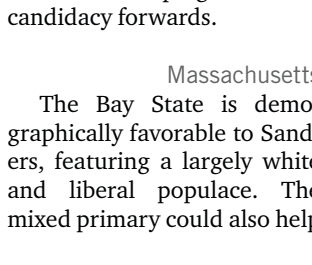 candidacy forwards.
Massachusetts
The Bay State is demo
graphically favorable to Sand
ers, featuring a largely white
and liberal populace. The
mixed primary could also help